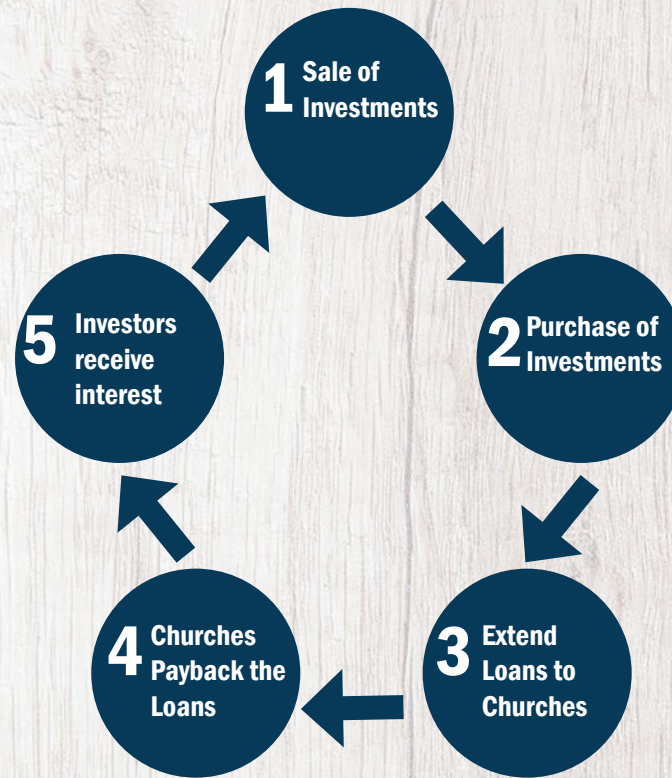 1 Sale of
Investments
2 Purchase of
Investments
3 Extend
Loans to
Churches
4 Churches
Payback the
Loans
5 Investors
receive
interest